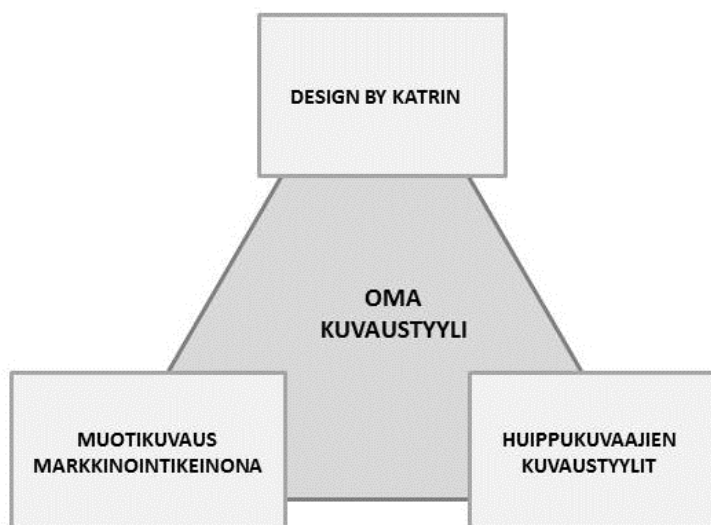 DESIGN BY KATRIN
OMA
KUVAUSTYYLI
MUOTIKUVAUS
MARKKINOINTIKEINONA
HUIPPUKUVAAJIEN
KUVAUSTYYLIT